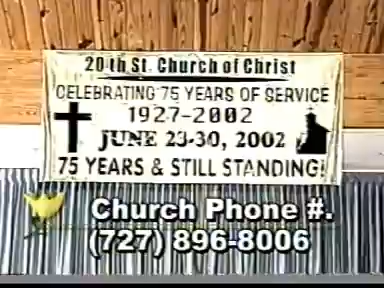 20th St. Church of Christ
CELEBRATING 75 YEARS OF SERVICE
1927-2002
JUNE 23-30, 2002
75 YEARS & STILL STANDING!
Church Phone #.
(727) 896-8006